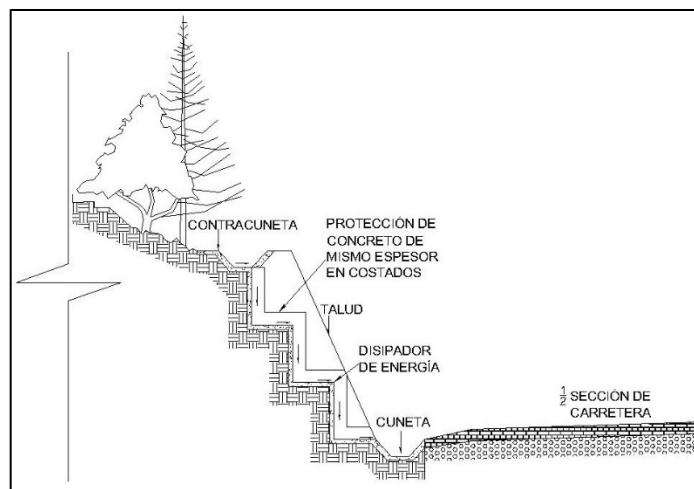 CONTRACUNETA
PROTECCIÓN DE
CONCRETO DE
MISMO ESPESOR
EN COSTADOS
TALUD
DISIPADOR
DE ENERGÍA
CUNETA
1/2 SECCIÓN DE
CARRETERA